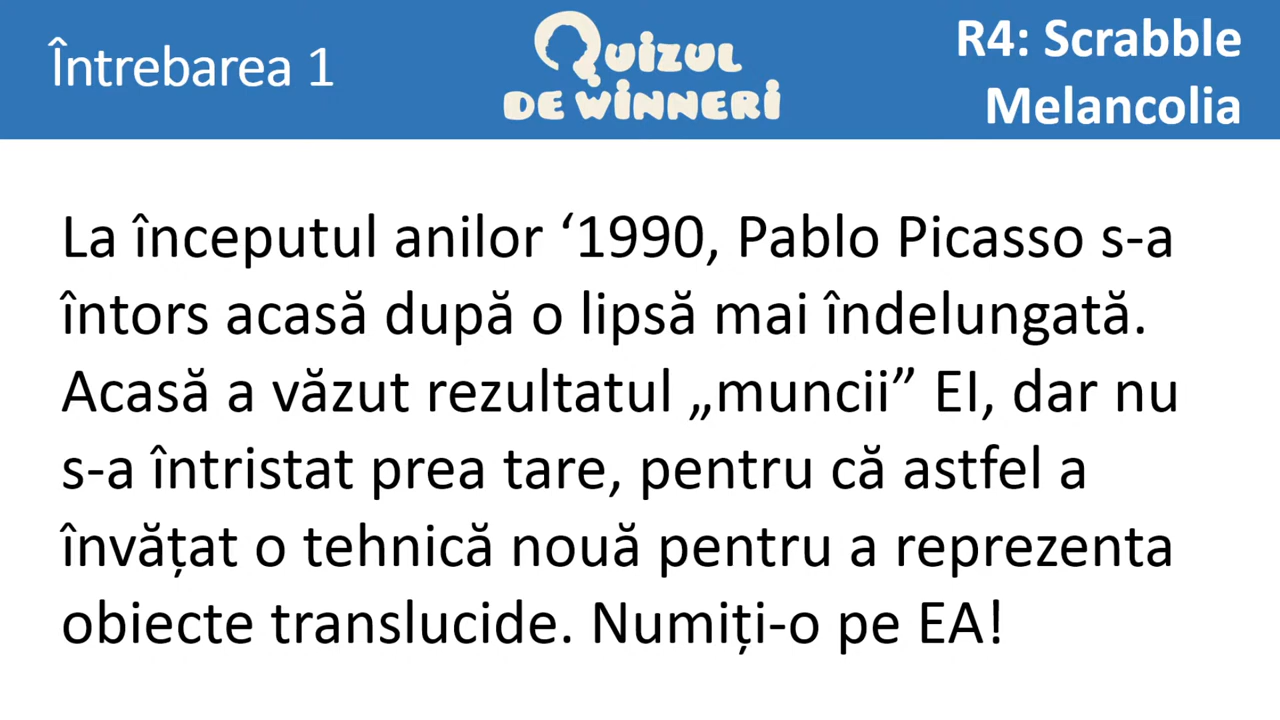 Întrebarea 1
QUIZUL
DE WINNERI
R4: Scrabble
Melancolia
La începutul anilor ‘1990, Pablo Picasso s-a
întors acasă după o lipsă mai îndelungată.
Acasă a văzut rezultatul „muncii” EI, dar nu
s-a întristat prea tare, pentru că astfel a
învățat o tehnică nouă pentru a reprezenta
obiecte translucide. Numiți-o pe EA!